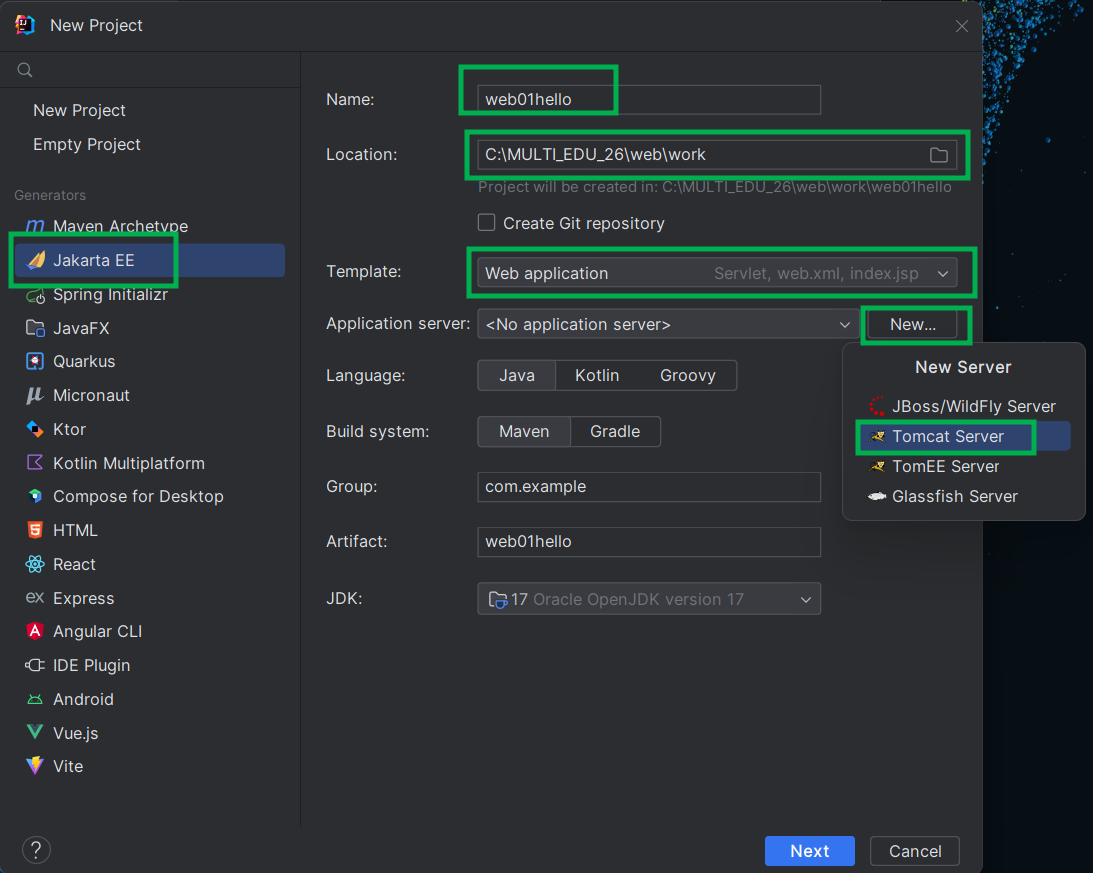 New Project
New Project
Empty Project
Generators
Maven Archetype
Jakarta EE
Spring Initializr
JavaFX
Quarkus
Micronaut
Ktor
Kotlin Multiplatform
Compose for Desktop
HTML
React
Express
Angular CLI
IDE Plugin
Android
Vue.js
Vite
Name: web01hello
Location: C:\MULTI_EDU_26\web\work
Project will be created in: C:\MULTI_EDU_26\web\work\web01hello
Create Git repository
Template: Web application Servlet, web.xml, index.jsp
Application server: <No application server> New...
New Server
JBoss/WildFly Server
Tomcat Server
TomEE Server
Glassfish Server
Language: Java Kotlin Groovy
Build system: Maven Gradle
Group: com.example
Artifact: web01hello
JDK: 17 Oracle OpenJDK version 17
? Next Cancel